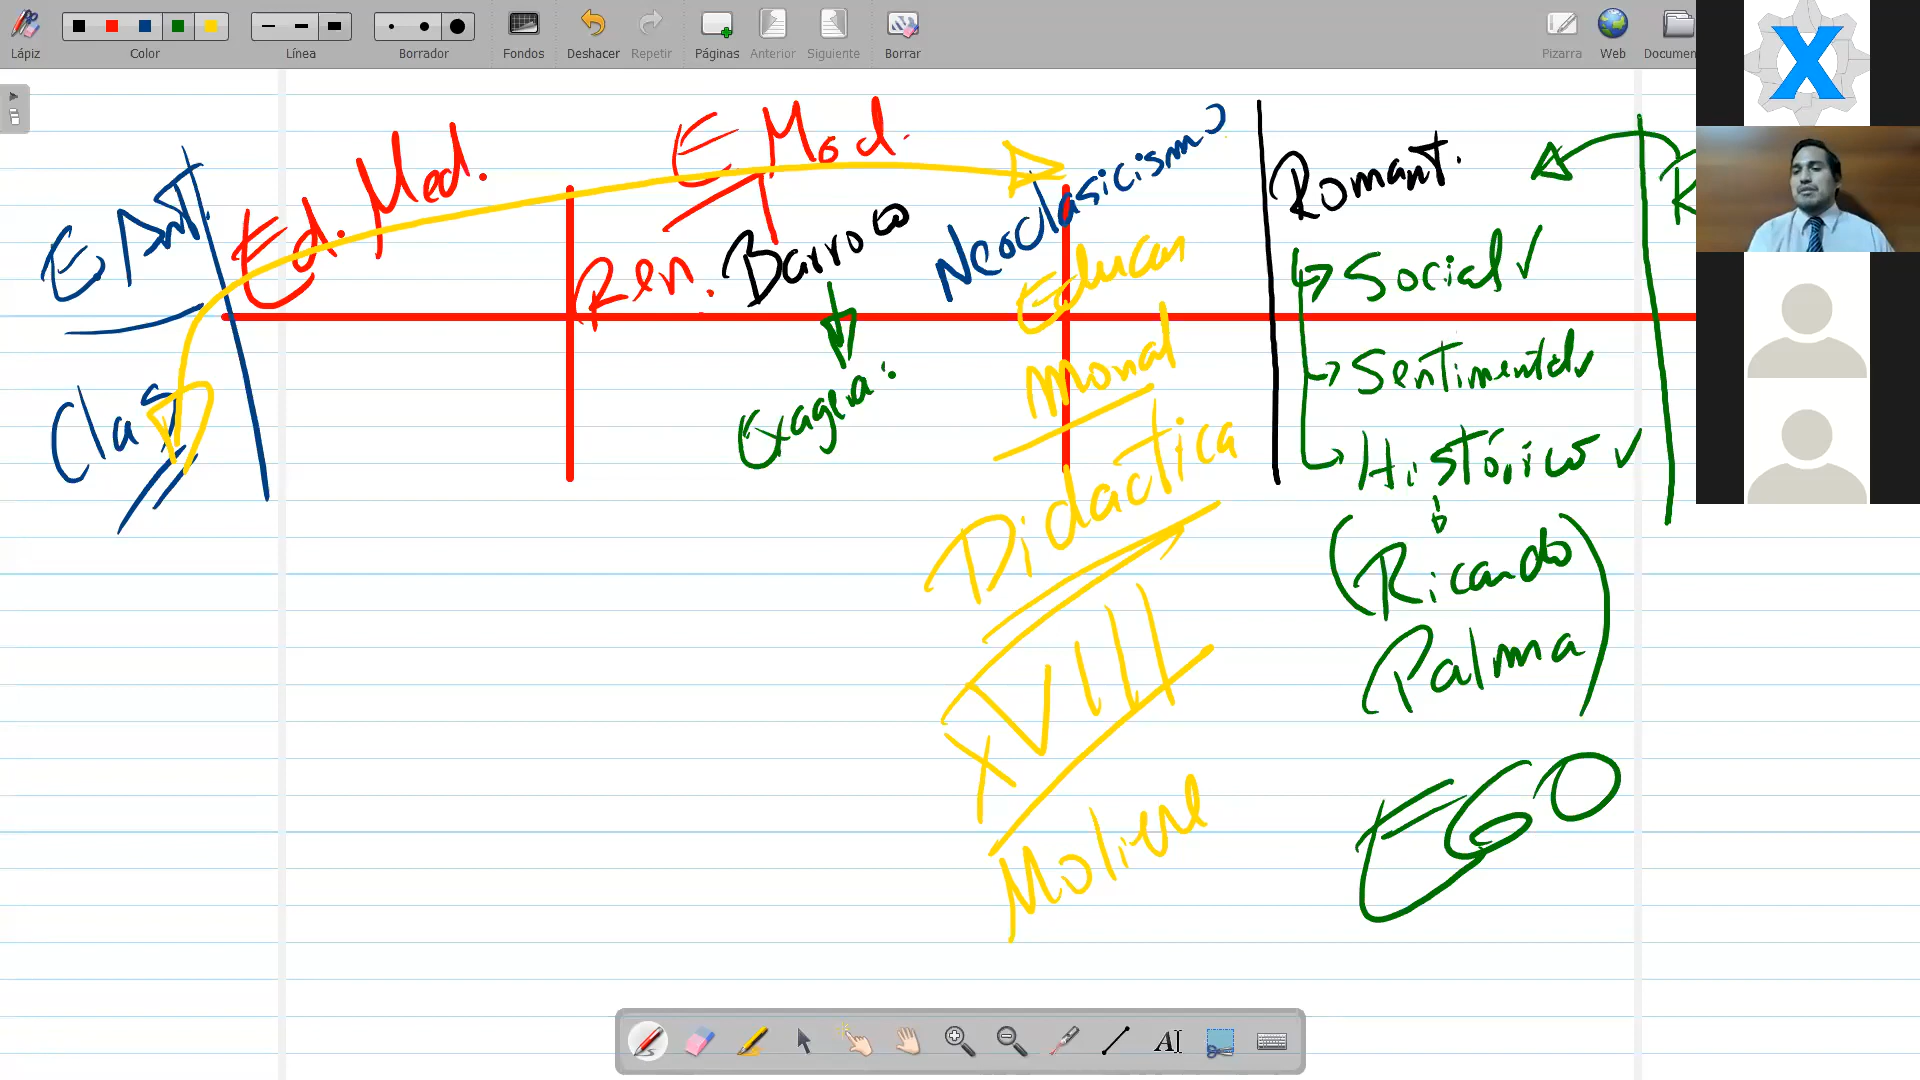 Lápiz
Color
Línea
Borrador
Fondos
Deshacer
Repetir
Páginas
Anterior
Siguiente
Borrar
Pizarra
Web
Documen
X
E Ant.
Clas
Ed. Med.
E Mod.
Ren.
Barroco
Exagera:
Neoclasicismo
Educar
Moral
Didáctica
XVIII
Moliere
Romant.
Social
Sentimental
Histórico
(Ricardo
Palma)
EGO
R